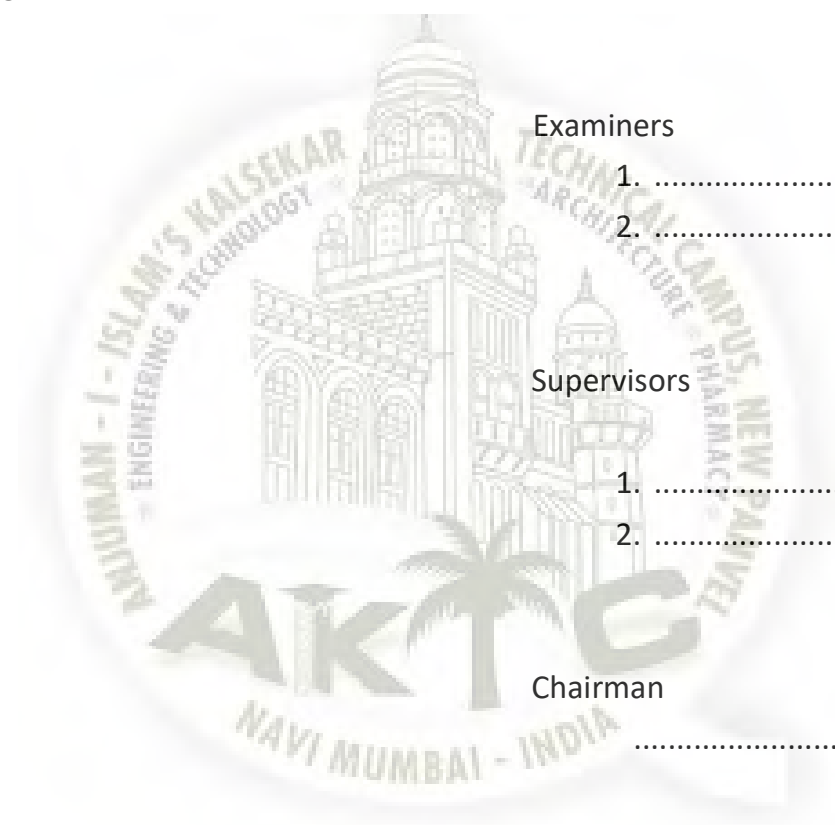 Examiners
1. ......................
2. ......................
Supervisors
1. ......................
2. ......................
Chairman
.........................
ANJUMAN - I - ISLAM'S KALSEKAR TECHNICAL CAMPUS, NEW PANVEL
ENGINEERING & TECHNOLOGY ARCHITECTURE PHARMACY
AKTC
NAVI MUMBAI - INDIA